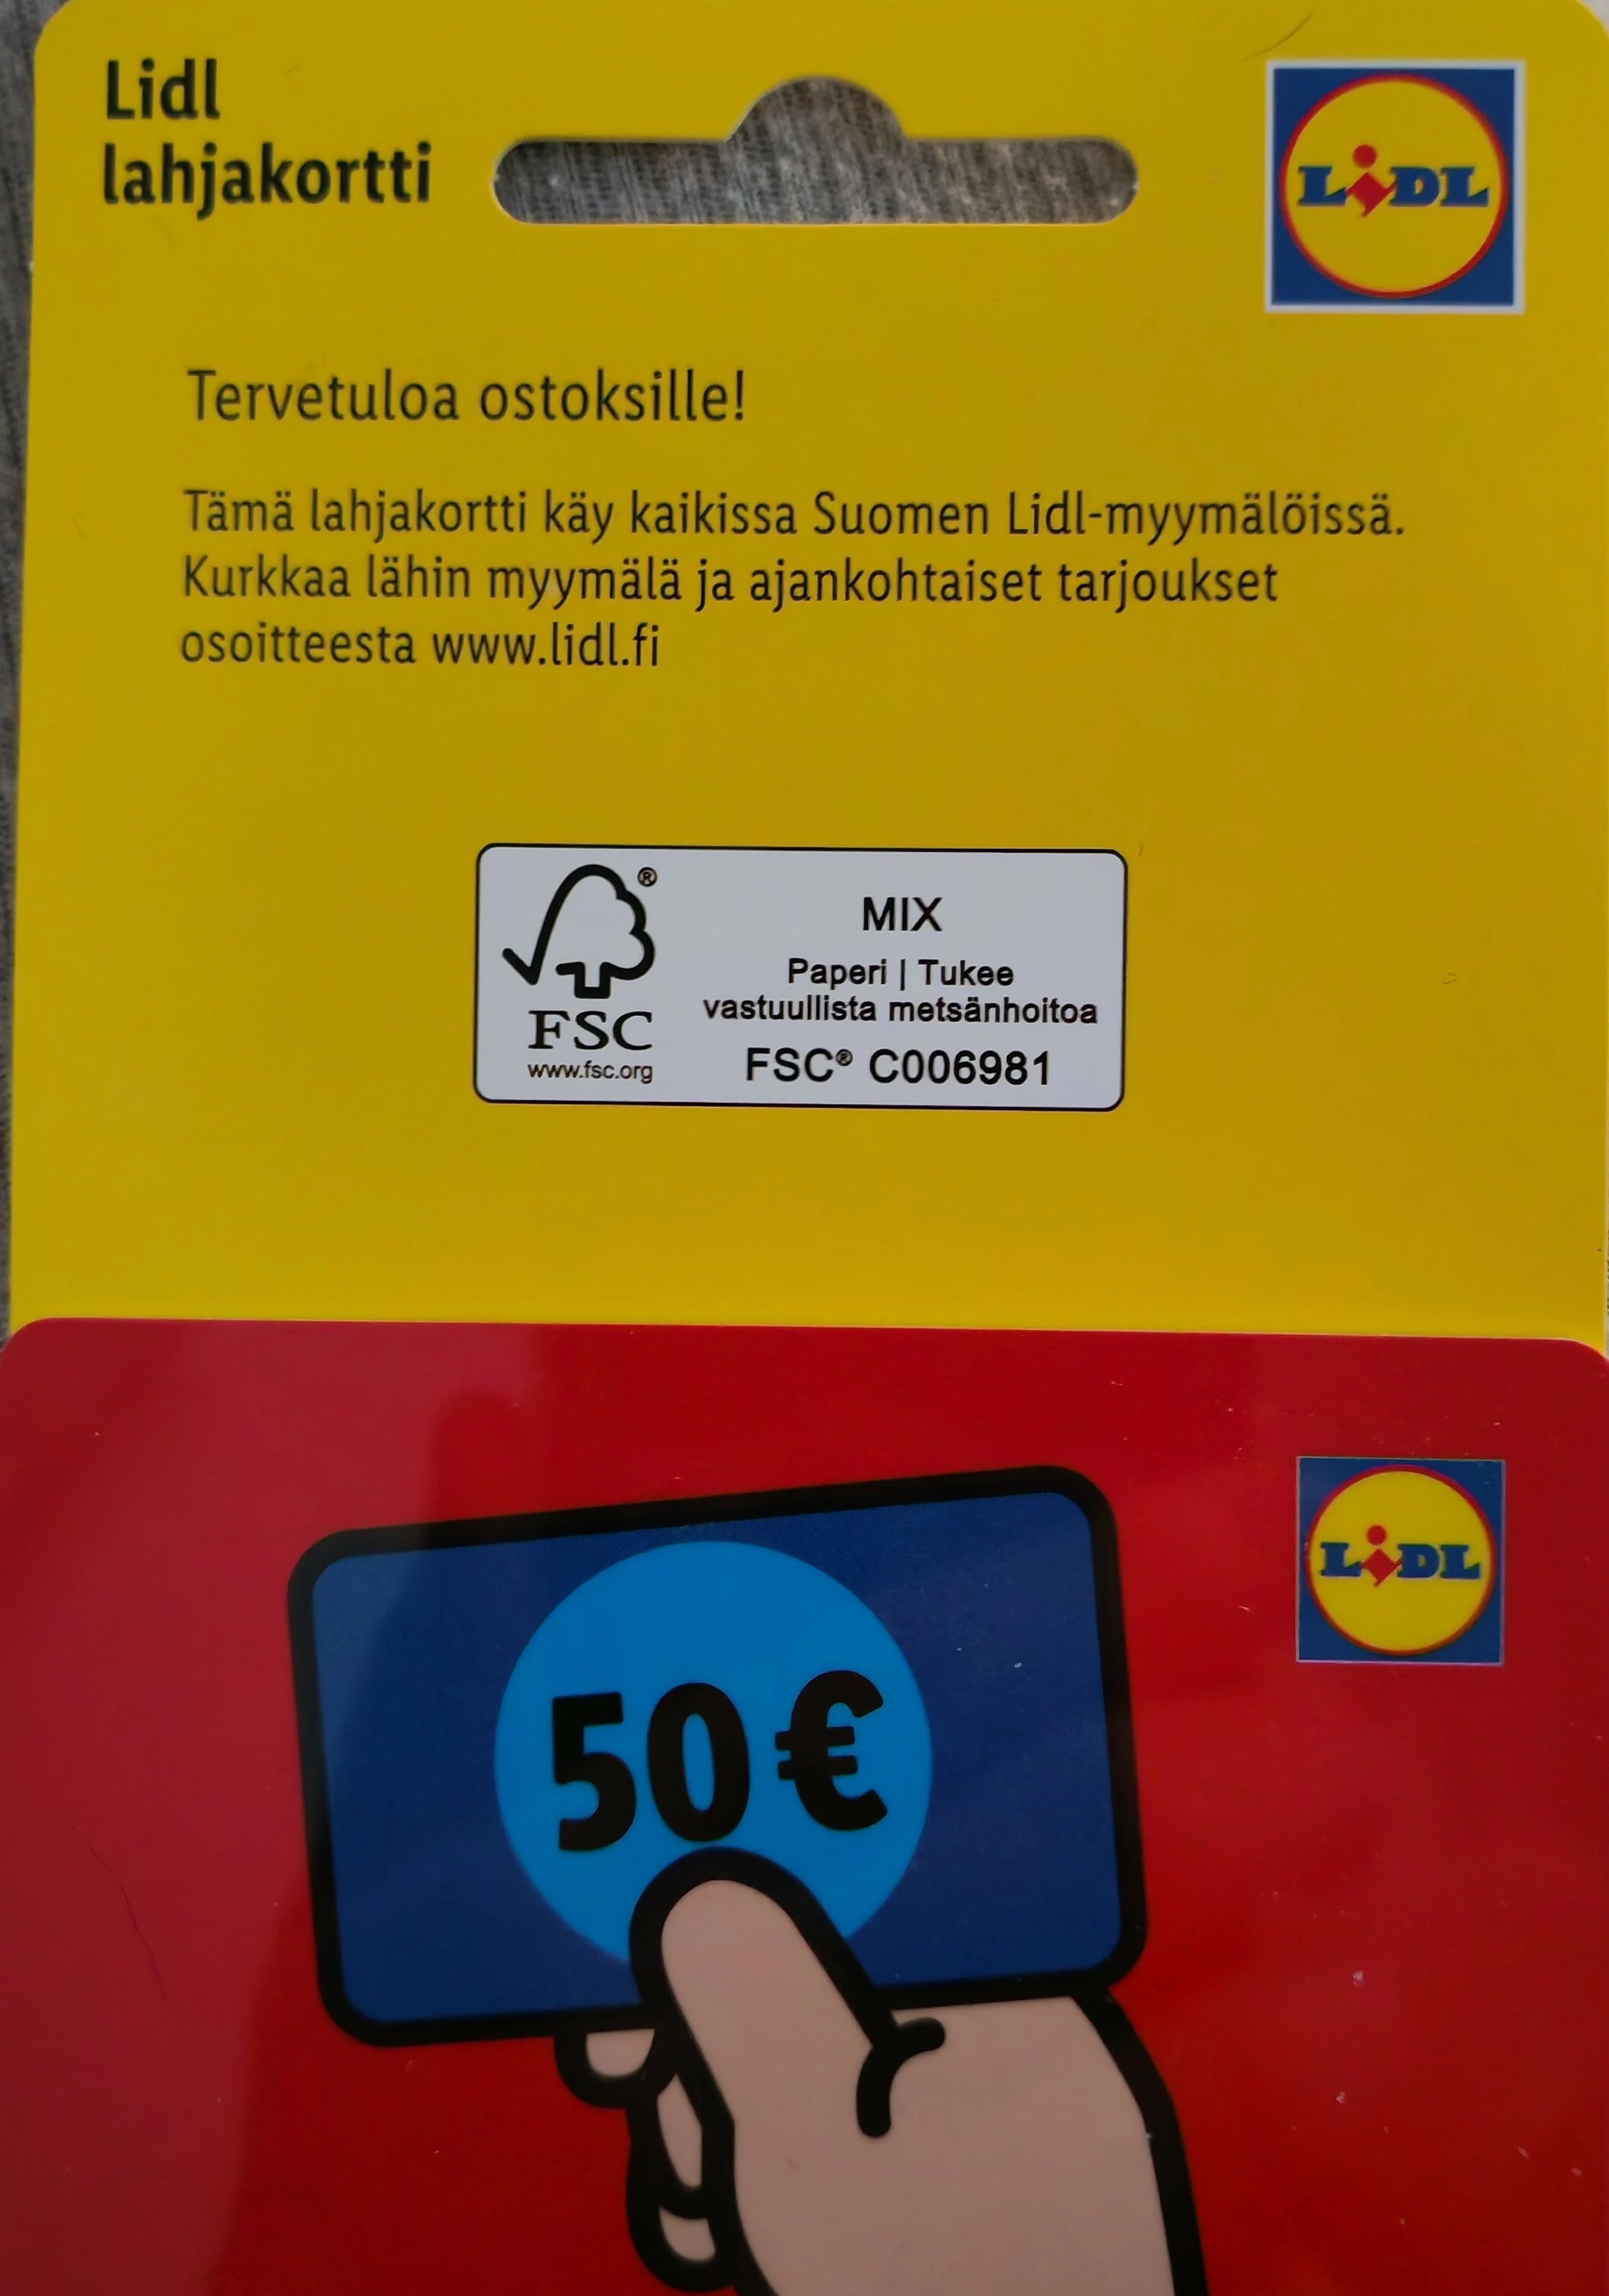 Lidl
lahjakortti
LIDL
Tervetuloa ostoksille!
Tämä lahjakortti käy kaikissa Suomen Lidl-myymälöissä.
Kurkkaa lähin myymälä ja ajankohtaiset tarjoukset
osoitteesta www.lidl.fi
®
FSC
www.fsc.org
MIX
Paperi | Tukee
vastuullista metsänhoitoa
FSC® C006981
LIDL
50€